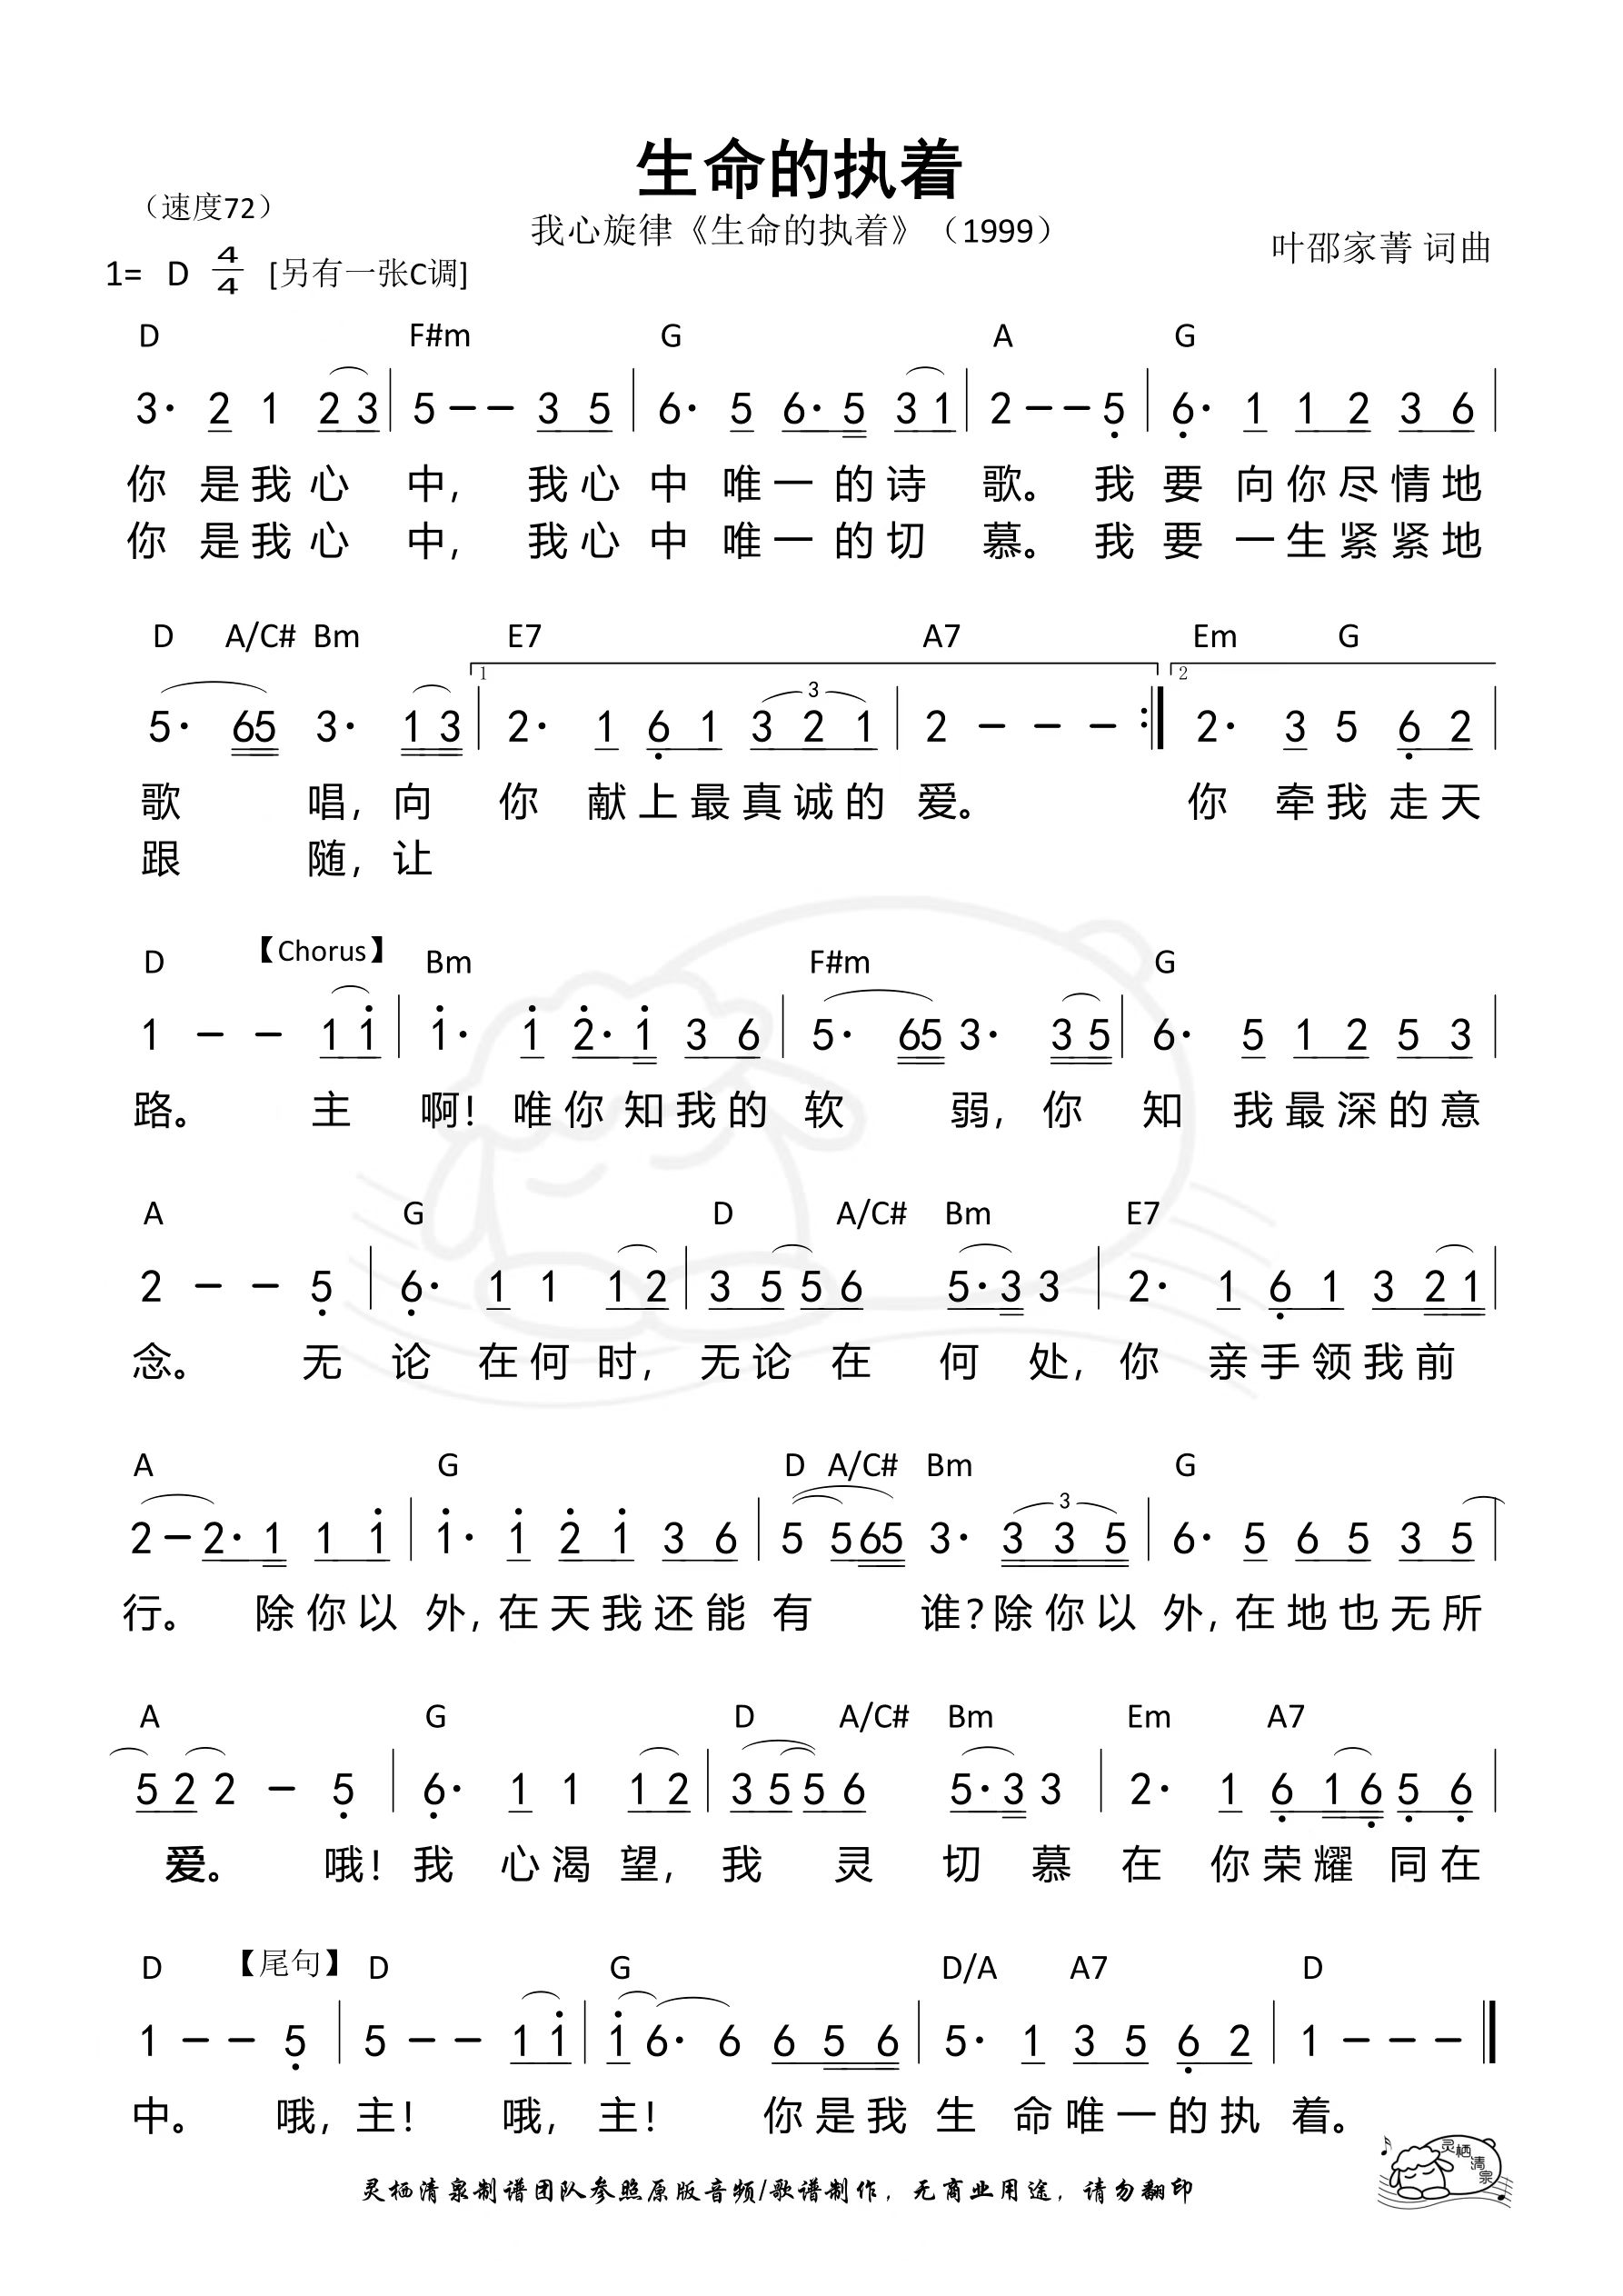 生命的执着
（速度72）
我心旋律《生命的执着》（1999）
叶邵家菁 词曲
1= D 4/4 [另有一张C调]
D F#m G A G
3· 2 1 2 3 | 5 – – 3 5 | 6· 5 6· 5 3 1 | 2 – – 5 | 6· 1 1 2 3 6 |
你 是 我 心 中， 我 心 中 唯 一 的 诗 歌。 我 要 向 你 尽 情 地
你 是 我 心 中， 我 心 中 唯 一 的 切 慕。 我 要 一 生 紧 紧 地
D A/C# Bm E7 A7 Em G
5· 65 3· 1 3 | 1 2· 1 6 1 3 2 1 3 | 2 – – – :| 2 2· 3 5 6 2 |
歌 唱， 向 你 献 上 最 真 诚 的 爱。 你 牵 我 走 天
跟 随， 让
D 【Chorus】 Bm F#m G
1 – – 1 i | i· i 2· i 3 6 | 5· 65 3· 3 5 | 6· 5 1 2 5 3 |
路。 主 啊！ 唯 你 知 我 的 软 弱， 你 知 我 最 深 的 意
A G D A/C# Bm E7
2 – – 5 | 6· 1 1 1 2 | 3 5 5 6 5· 3 3 | 2· 1 6 1 3 2 1 |
念。 无 论 在 何 时， 无 论 在 何 处， 你 亲 手 领 我 前
A G D A/C# Bm G
2 – 2· 1 1 i | i· i 2 i 3 6 | 5 565 3· 3 3 5 3 | 6· 5 6 5 3 5 |
行。 除 你 以 外， 在 天 我 还 能 有 谁？ 除 你 以 外， 在 地 也 无 所
A G D A/C# Bm Em A7
5 2 2 – 5 | 6· 1 1 1 2 | 3 5 5 6 5· 3 3 | 2· 1 6 1 6 5 6 |
爱。 哦！ 我 心 渴 望， 我 灵 切 慕 在 你 荣 耀 同 在
D 【尾句】 D G D/A A7 D
1 – – 5 | 5 – – 1 i | i 6· 6 6 5 6 | 5· 1 3 5 6 2 | 1 – – – ||
中。 哦， 主！ 哦， 主！ 你 是 我 生 命 唯 一 的 执 着。
灵栖清泉制谱团队参照原版音频/歌谱制作，无商业用途，请勿翻印
灵栖清泉